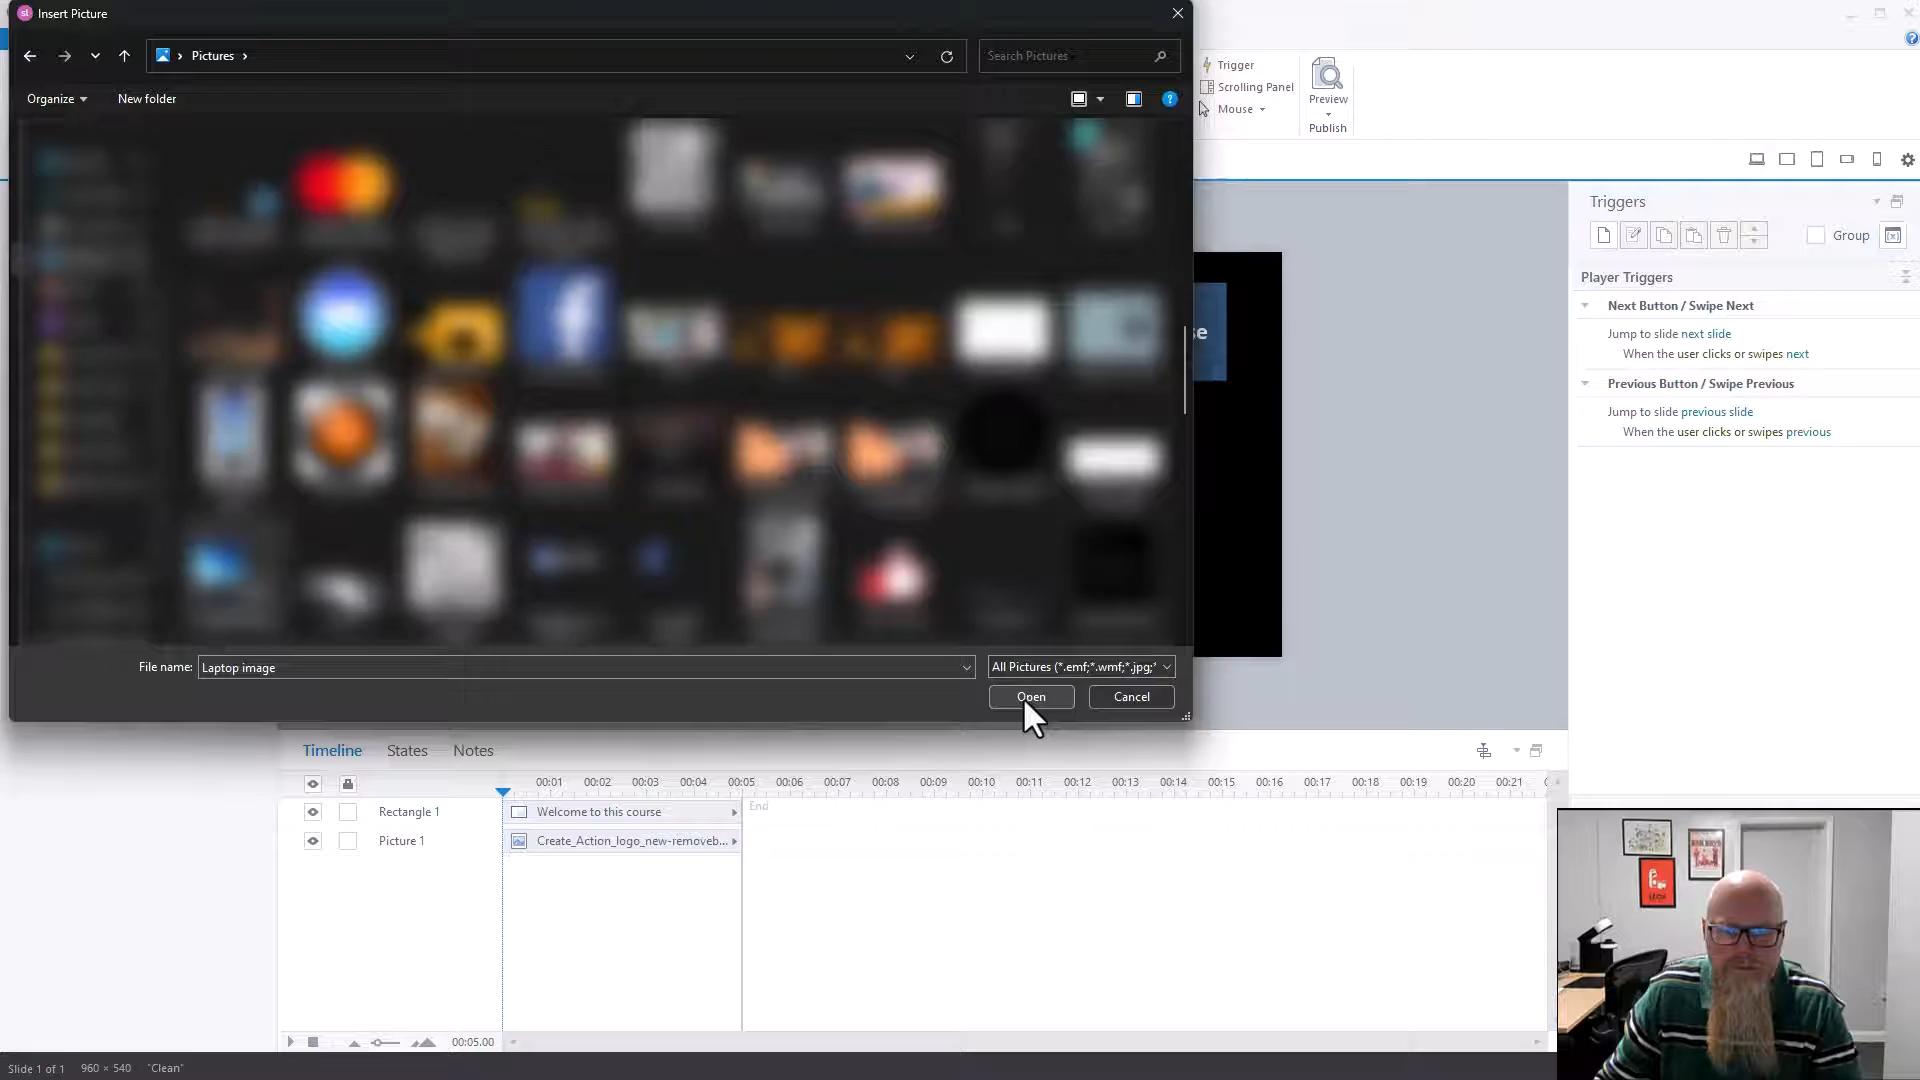 Insert Picture
Pictures
Search Pictures
Organize
New folder
File name:
Laptop image
All Pictures (*.emf;*.wmf;*.jpg;*
Open
Cancel
Trigger
Scrolling Panel
Mouse
Preview
Publish
se
Triggers
Group
Player Triggers
Next Button / Swipe Next
Jump to slide next slide
When the user clicks or swipes next
Previous Button / Swipe Previous
Jump to slide previous slide
When the user clicks or swipes previous
Timeline
States
Notes
00:01 00:02 00:03 00:04 00:05 00:06 00:07 00:08 00:09 00:10 00:11 00:12 00:13 00:14 00:15 00:16 00:17 00:18 00:19 00:20 00:21
Rectangle 1
Welcome to this course
End
Picture 1
Create_Action_logo_new-removeb...
00:05.00
Slide 1 of 1
960 × 540
"Clean"